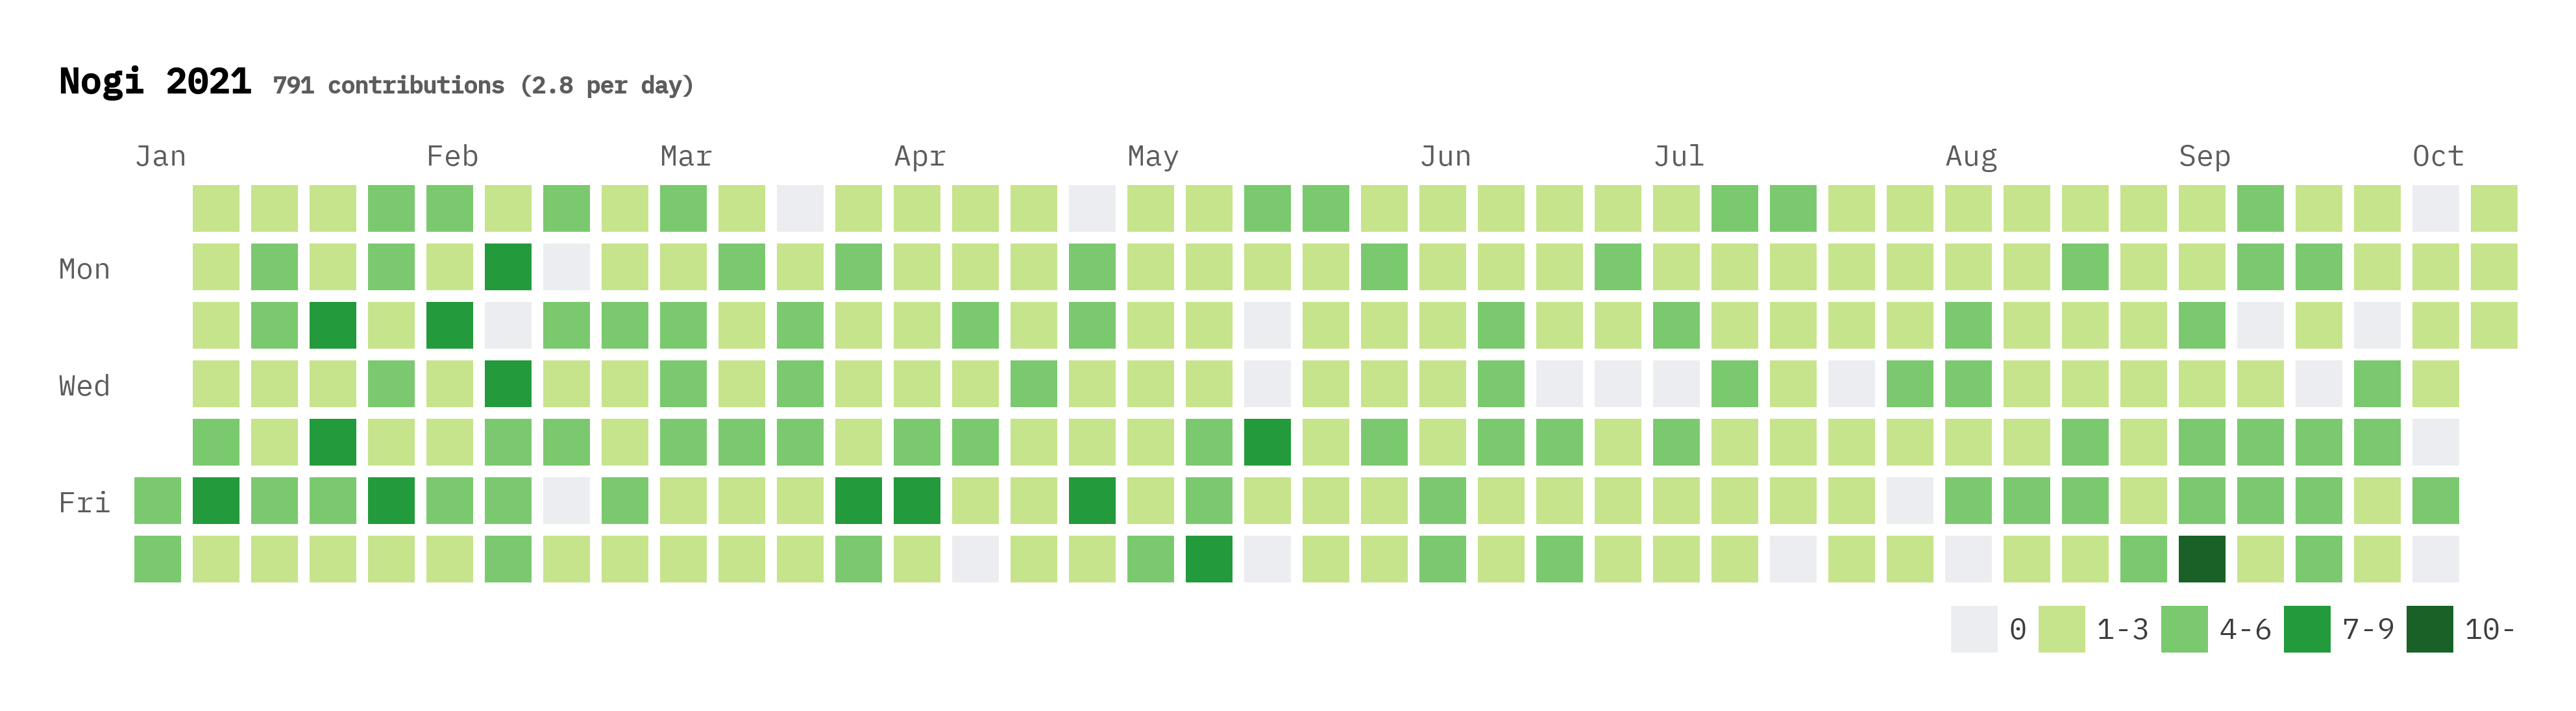 Nogi 2021 791 contributions (2.8 per day)
Jan Feb Mar Apr May Jun Jul Aug Sep Oct
Mon
Wed
Fri
0 1-3 4-6 7-9 10-